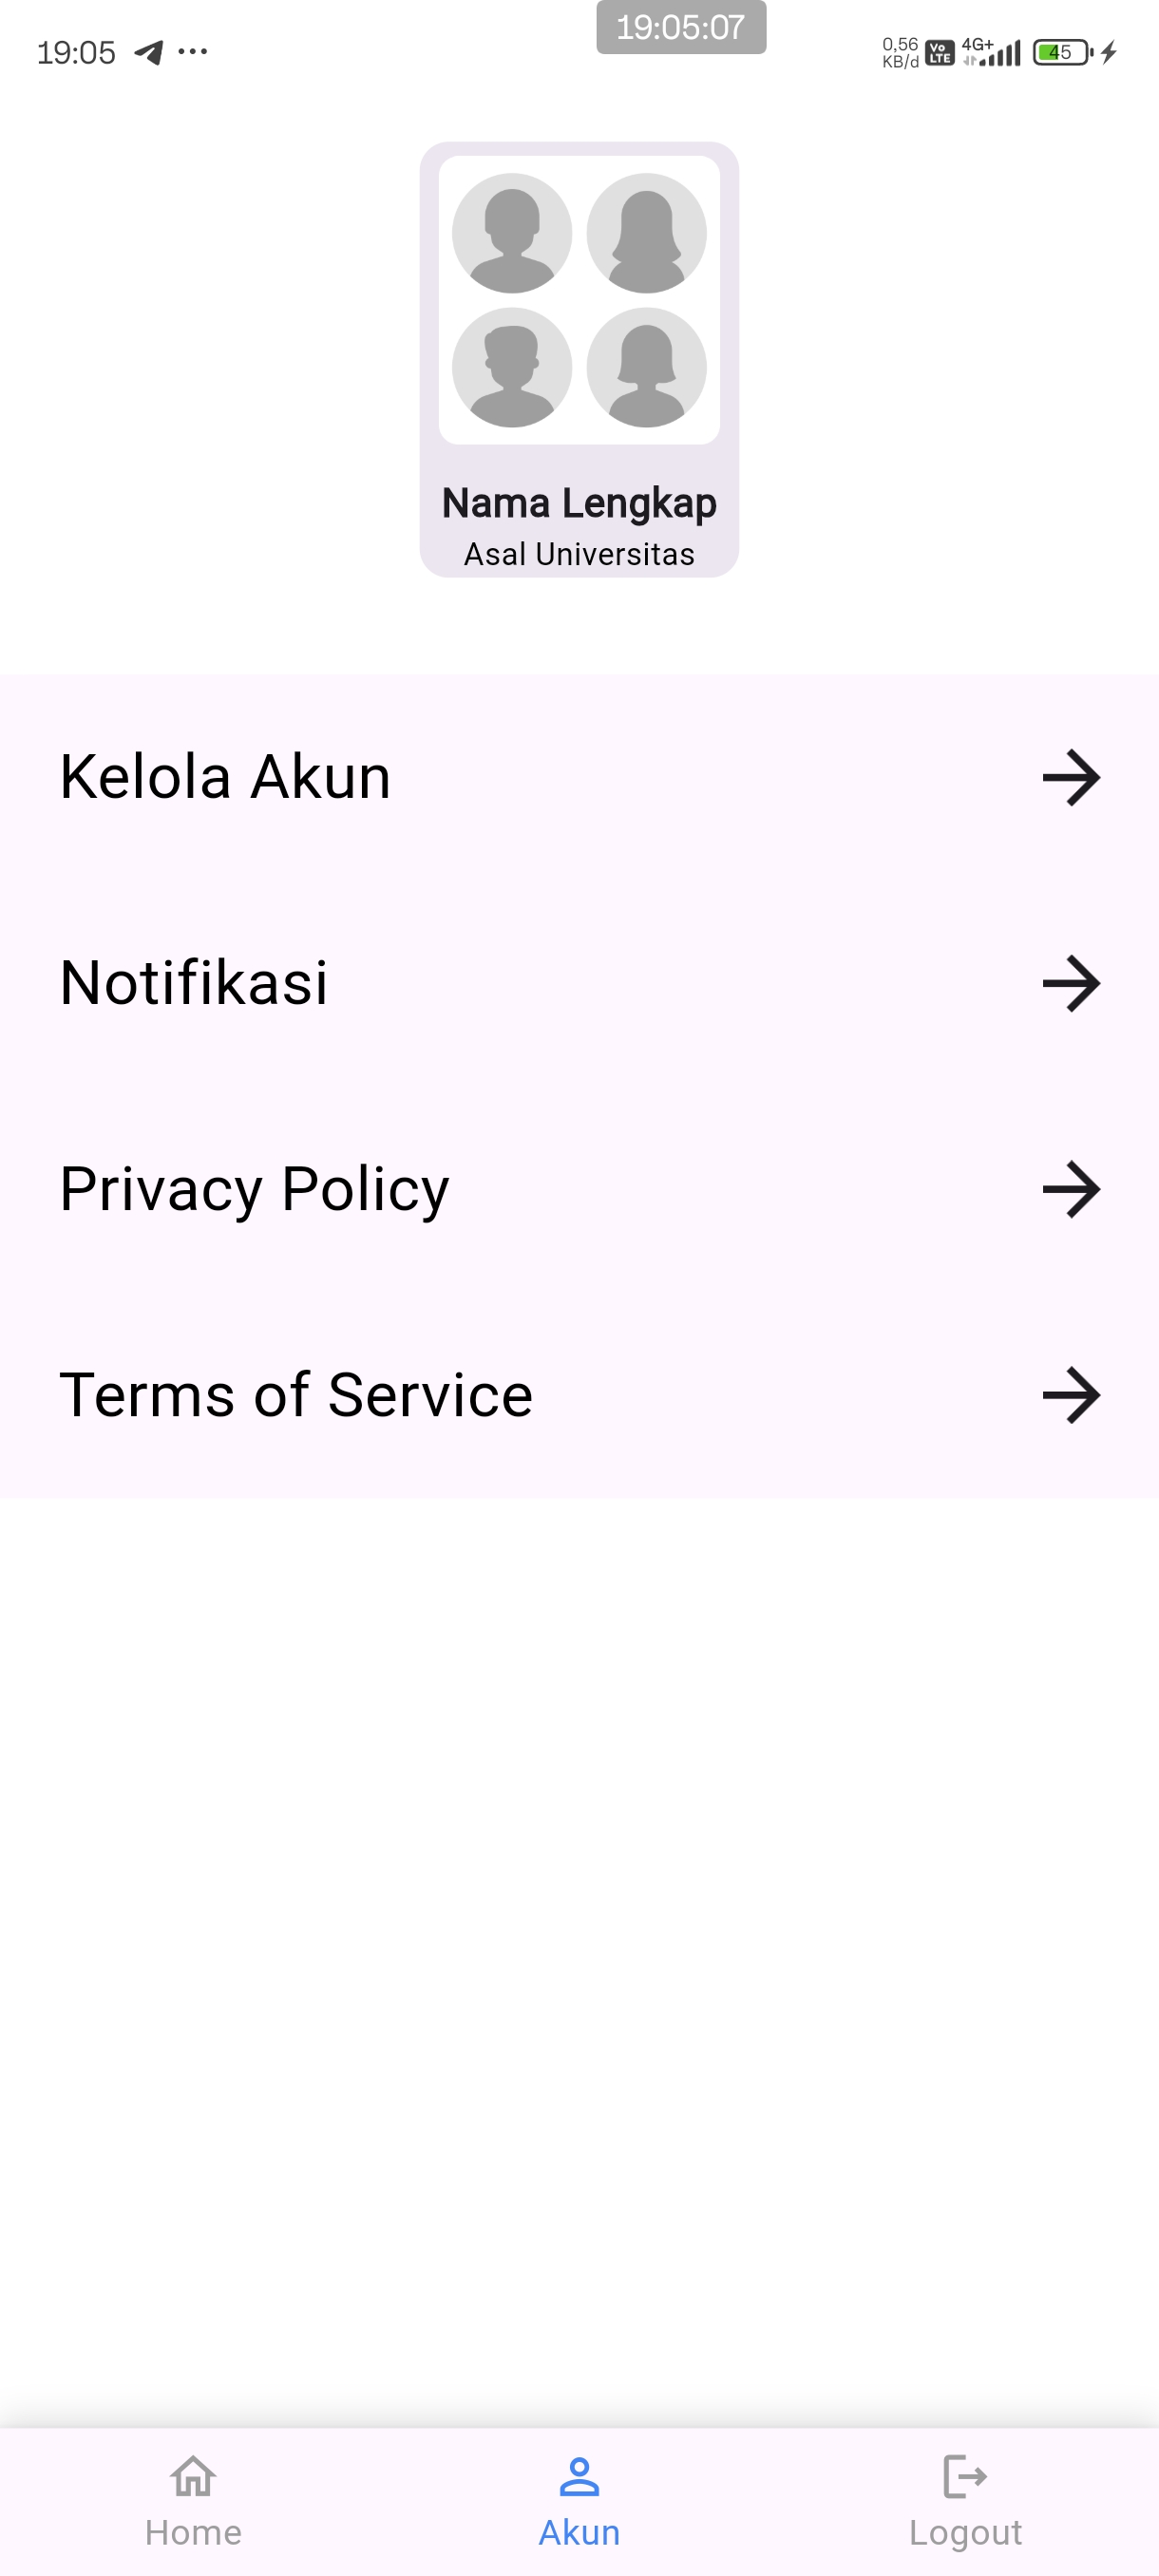 19:05:07
19:05
0,56
KB/d
Vo
LTE
4G+
45
Nama Lengkap
Asal Universitas
Kelola Akun
Notifikasi
Privacy Policy
Terms of Service
Home
Akun
Logout